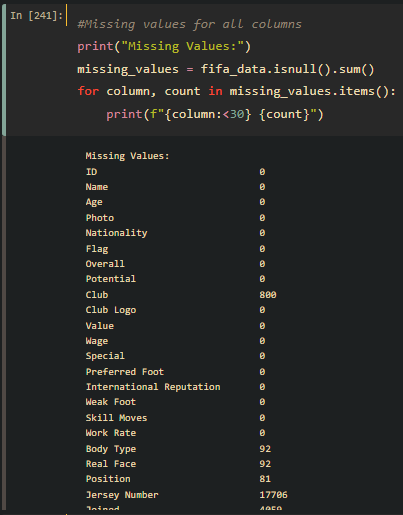 In [241]:
#Missing values for all columns
print("Missing Values:")
missing_values = fifa_data.isnull().sum()
for column, count in missing_values.items():
    print(f"{column:<30} {count}")
Missing Values:
ID 0
Name 0
Age 0
Photo 0
Nationality 0
Flag 0
Overall 0
Potential 0
Club 800
Club Logo 0
Value 0
Wage 0
Special 0
Preferred Foot 0
International Reputation 0
Weak Foot 0
Skill Moves 0
Work Rate 0
Body Type 92
Real Face 92
Position 81
Jersey Number 17706
Joined